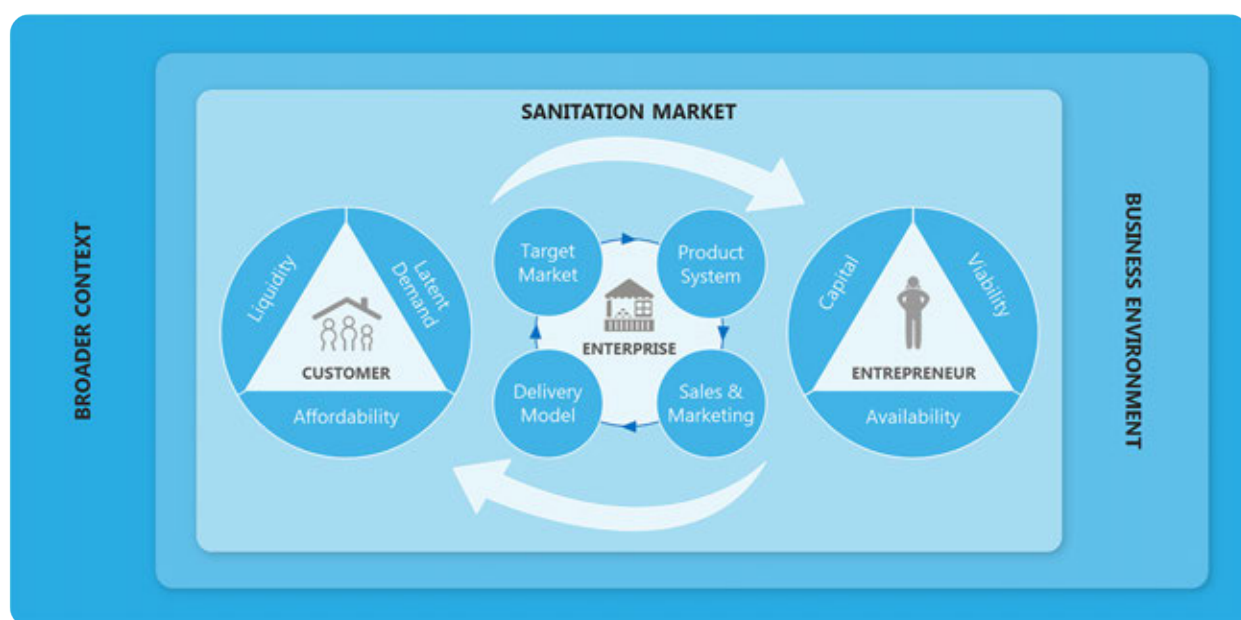 SANITATION MARKET
BROADER CONTEXT
BUSINESS ENVIRONMENT
Liquidity
Latent
Demand
CUSTOMER
Affordability
Target
Market
Product
System
ENTERPRISE
Delivery
Model
Sales &
Marketing
Capital
Viability
ENTREPRENEUR
Availability